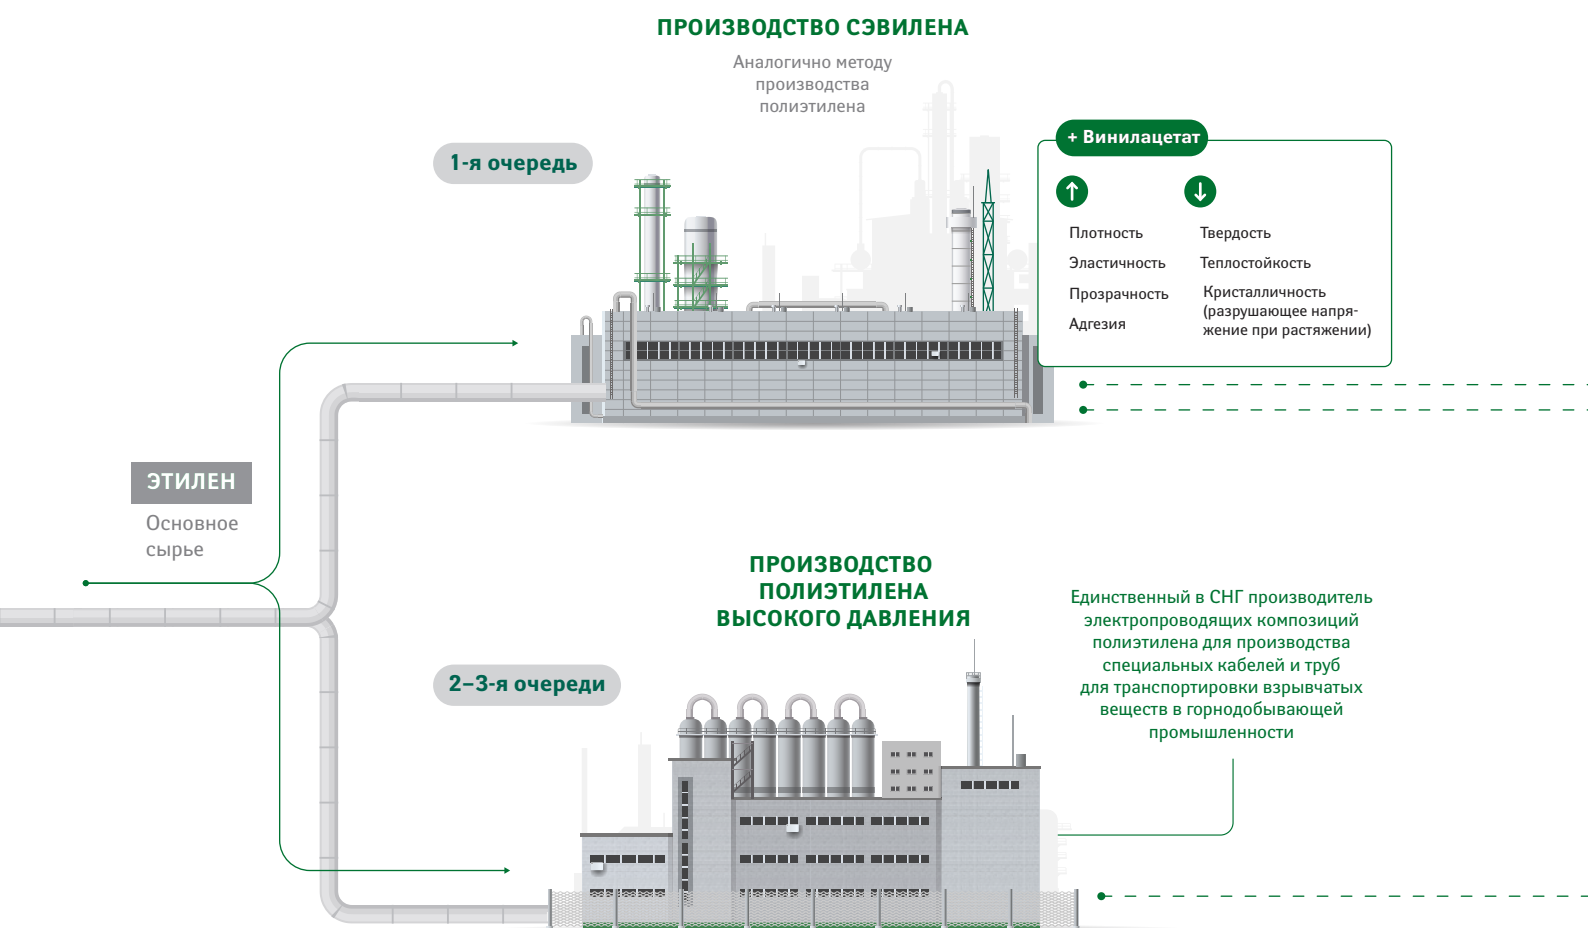 ПРОИЗВОДСТВО СЭВИЛЕНА
Аналогично методу
производства
полиэтилена
1-я очередь
+ Винилацетат
Плотность
Эластичность
Прозрачность
Адгезия
Твердость
Теплостойкость
Кристалличность
(разрушающее напря-
жение при растяжении)
ЭТИЛЕН
Основное
сырье
ПРОИЗВОДСТВО
ПОЛИЭТИЛЕНА
ВЫСОКОГО ДАВЛЕНИЯ
2–3-я очереди
Единственный в СНГ производитель
электропроводящих композиций
полиэтилена для производства
специальных кабелей и труб
для транспортировки взрывчатых
веществ в горнодобывающей
промышленности